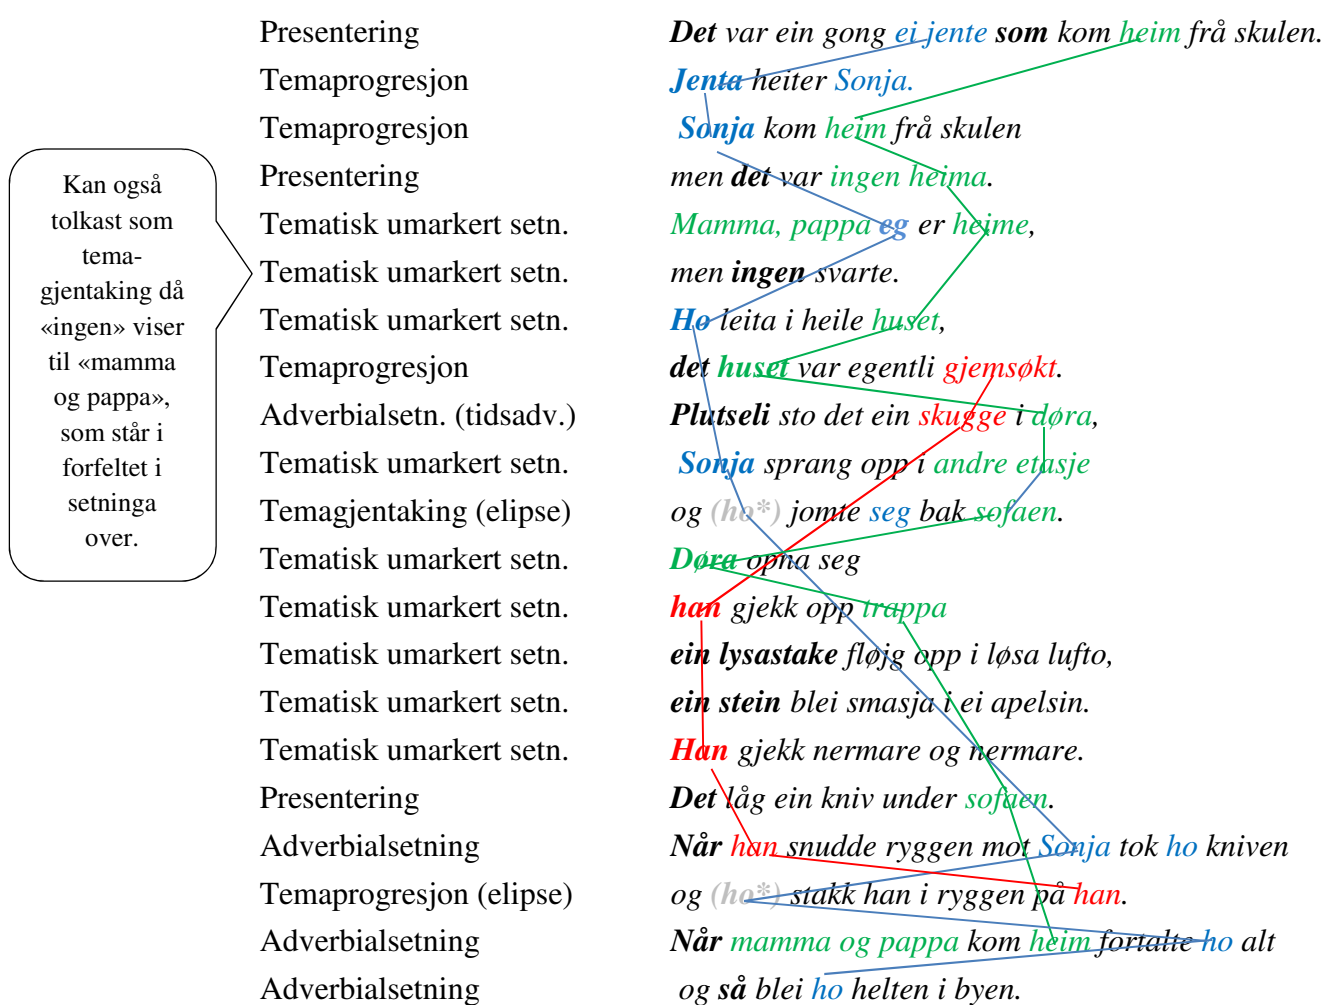 Presentering Det var ein gong ei jente som kom heim frå skulen.
Temaprogresjon Jenta heiter Sonja.
Temaprogresjon Sonja kom heim frå skulen
Presentering men det var ingen heima.
Tematisk umarkert setn. Mamma, pappa eg er heime,
Tematisk umarkert setn. men ingen svarte.
Tematisk umarkert setn. Ho leita i heile huset,
Temaprogresjon det huset var egentli gjemsøkt.
Adverbialsetn. (tidsadv.) Plutseli sto det ein skugge i døra,
Tematisk umarkert setn. Sonja sprang opp i andre etasje
Temagjentaking (elipse) og (ho*) jomte seg bak sofaen.
Tematisk umarkert setn. Døra opna seg
Tematisk umarkert setn. han gjekk opp trappa
Tematisk umarkert setn. ein lysastake fløjg opp i løsa lufto,
Tematisk umarkert setn. ein stein blei smasja i ei apelsin.
Tematisk umarkert setn. Han gjekk nermare og nermare.
Presentering Det låg ein kniv under sofaen.
Adverbialsetning Når han snudde ryggen mot Sonja tok ho kniven
Temaprogresjon (elipse) og (ho*) stakk han i ryggen på han.
Adverbialsetning Når mamma og pappa kom heim fortalte ho alt
Adverbialsetning og så blei ho helten i byen.
Kan også
tolkast som
tema-
gjentaking då
«ingen» viser
til «mamma
og pappa»,
som står i
forfeltet i
setninga
over.